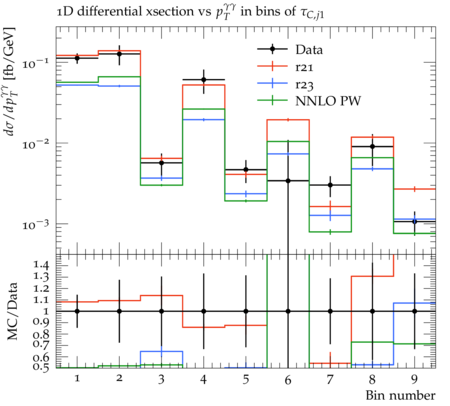 1D differential xsection vs p_T^{γγ} in bins of τ_{C,j1}
dσ/dp_T^{γγ} [fb/GeV]
10^{−1}
10^{−2}
10^{−3}
Data
r21
r23
NNLO PW
MC/Data
1.4
1.3
1.2
1.1
1
0.9
0.8
0.7
0.6
0.5
1 2 3 4 5 6 7 8 9
Bin number